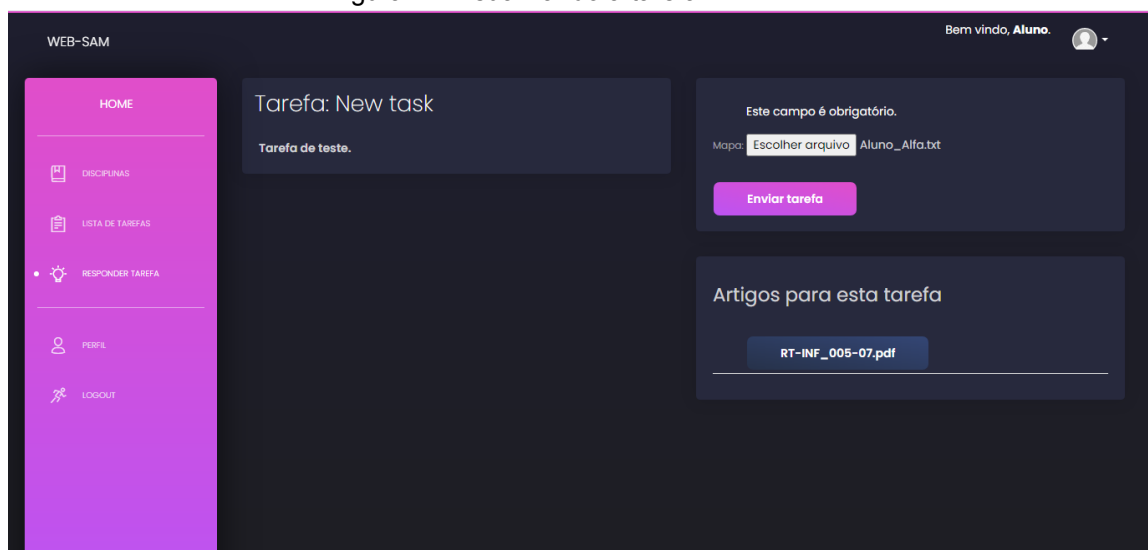 WEB-SAM
Bem vindo, Aluno.
HOME
DISCIPLINAS
LISTA DE TAREFAS
RESPONDER TAREFA
PERFIL
LOGOUT
Tarefa: New task
Tarefa de teste.
Este campo é obrigatório.
Mapa: Escolher arquivo Aluno_Alfa.txt
Enviar tarefa
Artigos para esta tarefa
RT-INF_005-07.pdf